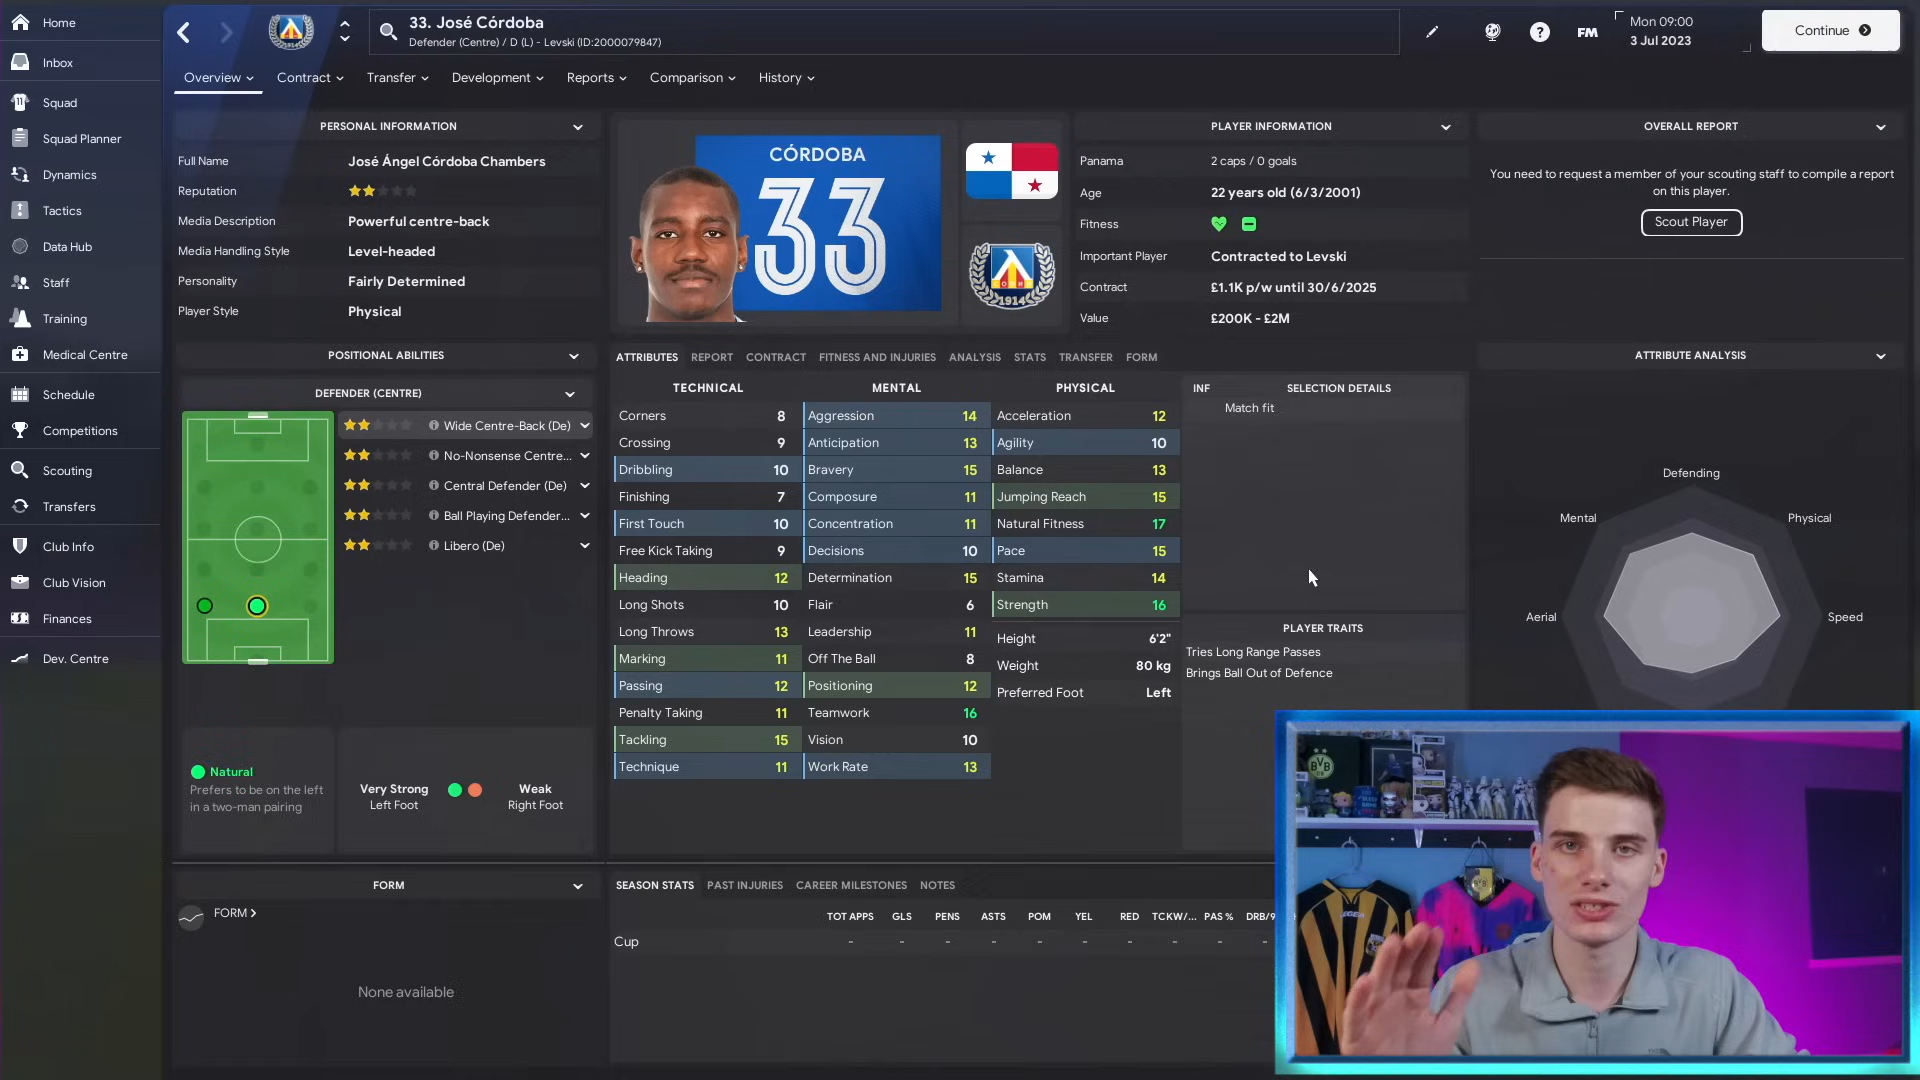 Home
Inbox
Squad
Squad Planner
Dynamics
Tactics
Data Hub
Staff
Training
Medical Centre
Schedule
Competitions
Scouting
Transfers
Club Info
Club Vision
Finances
Dev. Centre
33. José Córdoba
Defender (Centre) / D (L) - Levski (ID:2000079847)
FM
Mon 09:00
3 Jul 2023
Continue
Overview
Contract
Transfer
Development
Reports
Comparison
History
PERSONAL INFORMATION
Full Name José Ángel Córdoba Chambers
Reputation
Media Description Powerful centre-back
Media Handling Style Level-headed
Personality Fairly Determined
Player Style Physical
CÓRDOBA
33
1914
PLAYER INFORMATION
Panama 2 caps / 0 goals
Age 22 years old (6/3/2001)
Fitness
Important Player Contracted to Levski
Contract £1.1K p/w until 30/6/2025
Value £200K - £2M
OVERALL REPORT
You need to request a member of your scouting staff to compile a report
on this player.
Scout Player
POSITIONAL ABILITIES
DEFENDER (CENTRE)
Wide Centre-Back (De)
No-Nonsense Centre...
Central Defender (De)
Ball Playing Defender...
Libero (De)
Natural
Prefers to be on the left
in a two-man pairing
Very Strong
Left Foot
Weak
Right Foot
ATTRIBUTES REPORT CONTRACT FITNESS AND INJURIES ANALYSIS STATS TRANSFER FORM
TECHNICAL
Corners 8
Crossing 9
Dribbling 10
Finishing 7
First Touch 10
Free Kick Taking 9
Heading 12
Long Shots 10
Long Throws 13
Marking 11
Passing 12
Penalty Taking 11
Tackling 15
Technique 11
MENTAL
Aggression 14
Anticipation 13
Bravery 15
Composure 11
Concentration 11
Decisions 10
Determination 15
Flair 6
Leadership 11
Off The Ball 8
Positioning 12
Teamwork 16
Vision 10
Work Rate 13
PHYSICAL
Acceleration 12
Agility 10
Balance 13
Jumping Reach 15
Natural Fitness 17
Pace 15
Stamina 14
Strength 16
Height 6'2"
Weight 80 kg
Preferred Foot Left
INF SELECTION DETAILS
Match fit
PLAYER TRAITS
Tries Long Range Passes
Brings Ball Out of Defence
ATTRIBUTE ANALYSIS
Defending
Mental
Physical
Aerial
Speed
FORM
FORM
None available
SEASON STATS PAST INJURIES CAREER MILESTONES NOTES
TOT APPS GLS PENS ASTS POM YEL RED TCKW/... PAS % DRB/9
Cup - - - - - - - - - -
BVB
09